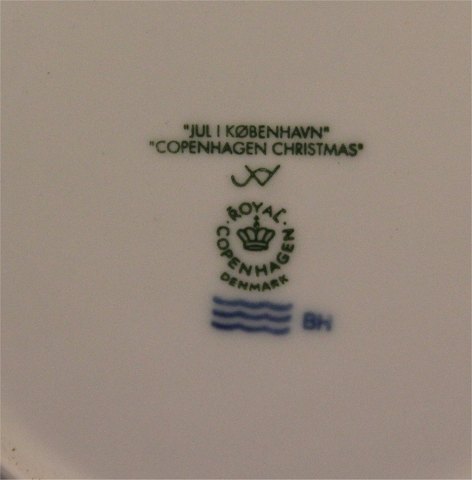 "JUL I KØBENHAVN"
"COPENHAGEN CHRISTMAS"
ROYAL
COPENHAGEN
DENMARK
BH